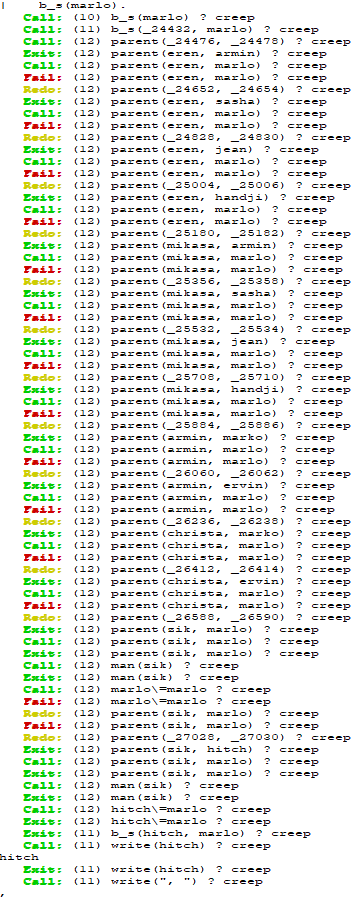 |    b_s(marlo).
Call: (10) b_s(marlo) ? creep
Call: (11) b_s(_24432, marlo) ? creep
Call: (12) parent(_24476, _24478) ? creep
Exit: (12) parent(eren, armin) ? creep
Call: (12) parent(eren, marlo) ? creep
Fail: (12) parent(eren, marlo) ? creep
Redo: (12) parent(_24652, _24654) ? creep
Exit: (12) parent(eren, sasha) ? creep
Call: (12) parent(eren, marlo) ? creep
Fail: (12) parent(eren, marlo) ? creep
Redo: (12) parent(_24828, _24830) ? creep
Exit: (12) parent(eren, jean) ? creep
Call: (12) parent(eren, marlo) ? creep
Fail: (12) parent(eren, marlo) ? creep
Redo: (12) parent(_25004, _25006) ? creep
Exit: (12) parent(eren, handji) ? creep
Call: (12) parent(eren, marlo) ? creep
Fail: (12) parent(eren, marlo) ? creep
Redo: (12) parent(_25180, _25182) ? creep
Exit: (12) parent(mikasa, armin) ? creep
Call: (12) parent(mikasa, marlo) ? creep
Fail: (12) parent(mikasa, marlo) ? creep
Redo: (12) parent(_25356, _25358) ? creep
Exit: (12) parent(mikasa, sasha) ? creep
Call: (12) parent(mikasa, marlo) ? creep
Fail: (12) parent(mikasa, marlo) ? creep
Redo: (12) parent(_25532, _25534) ? creep
Exit: (12) parent(mikasa, jean) ? creep
Call: (12) parent(mikasa, marlo) ? creep
Fail: (12) parent(mikasa, marlo) ? creep
Redo: (12) parent(_25708, _25710) ? creep
Exit: (12) parent(mikasa, handji) ? creep
Call: (12) parent(mikasa, marlo) ? creep
Fail: (12) parent(mikasa, marlo) ? creep
Redo: (12) parent(_25884, _25886) ? creep
Exit: (12) parent(armin, marko) ? creep
Call: (12) parent(armin, marlo) ? creep
Fail: (12) parent(armin, marlo) ? creep
Redo: (12) parent(_26060, _26062) ? creep
Exit: (12) parent(armin, ervin) ? creep
Call: (12) parent(armin, marlo) ? creep
Fail: (12) parent(armin, marlo) ? creep
Redo: (12) parent(_26236, _26238) ? creep
Exit: (12) parent(christa, marko) ? creep
Call: (12) parent(christa, marlo) ? creep
Fail: (12) parent(christa, marlo) ? creep
Redo: (12) parent(_26412, _26414) ? creep
Exit: (12) parent(christa, ervin) ? creep
Call: (12) parent(christa, marlo) ? creep
Fail: (12) parent(christa, marlo) ? creep
Redo: (12) parent(_26588, _26590) ? creep
Exit: (12) parent(zik, marlo) ? creep
Call: (12) parent(zik, marlo) ? creep
Exit: (12) parent(zik, marlo) ? creep
Call: (12) man(zik) ? creep
Exit: (12) man(zik) ? creep
Call: (12) marlo\=marlo ? creep
Fail: (12) marlo\=marlo ? creep
Redo: (12) parent(zik, marlo) ? creep
Fail: (12) parent(zik, marlo) ? creep
Redo: (12) parent(_27028, _27030) ? creep
Exit: (12) parent(zik, hitch) ? creep
Call: (12) parent(zik, marlo) ? creep
Exit: (12) parent(zik, marlo) ? creep
Call: (12) man(zik) ? creep
Exit: (12) man(zik) ? creep
Call: (12) hitch\=marlo ? creep
Exit: (12) hitch\=marlo ? creep
Exit: (11) b_s(hitch, marlo) ? creep
Call: (11) write(hitch) ? creep
hitch
Exit: (11) write(hitch) ? creep
Call: (11) write(", ") ? creep
,